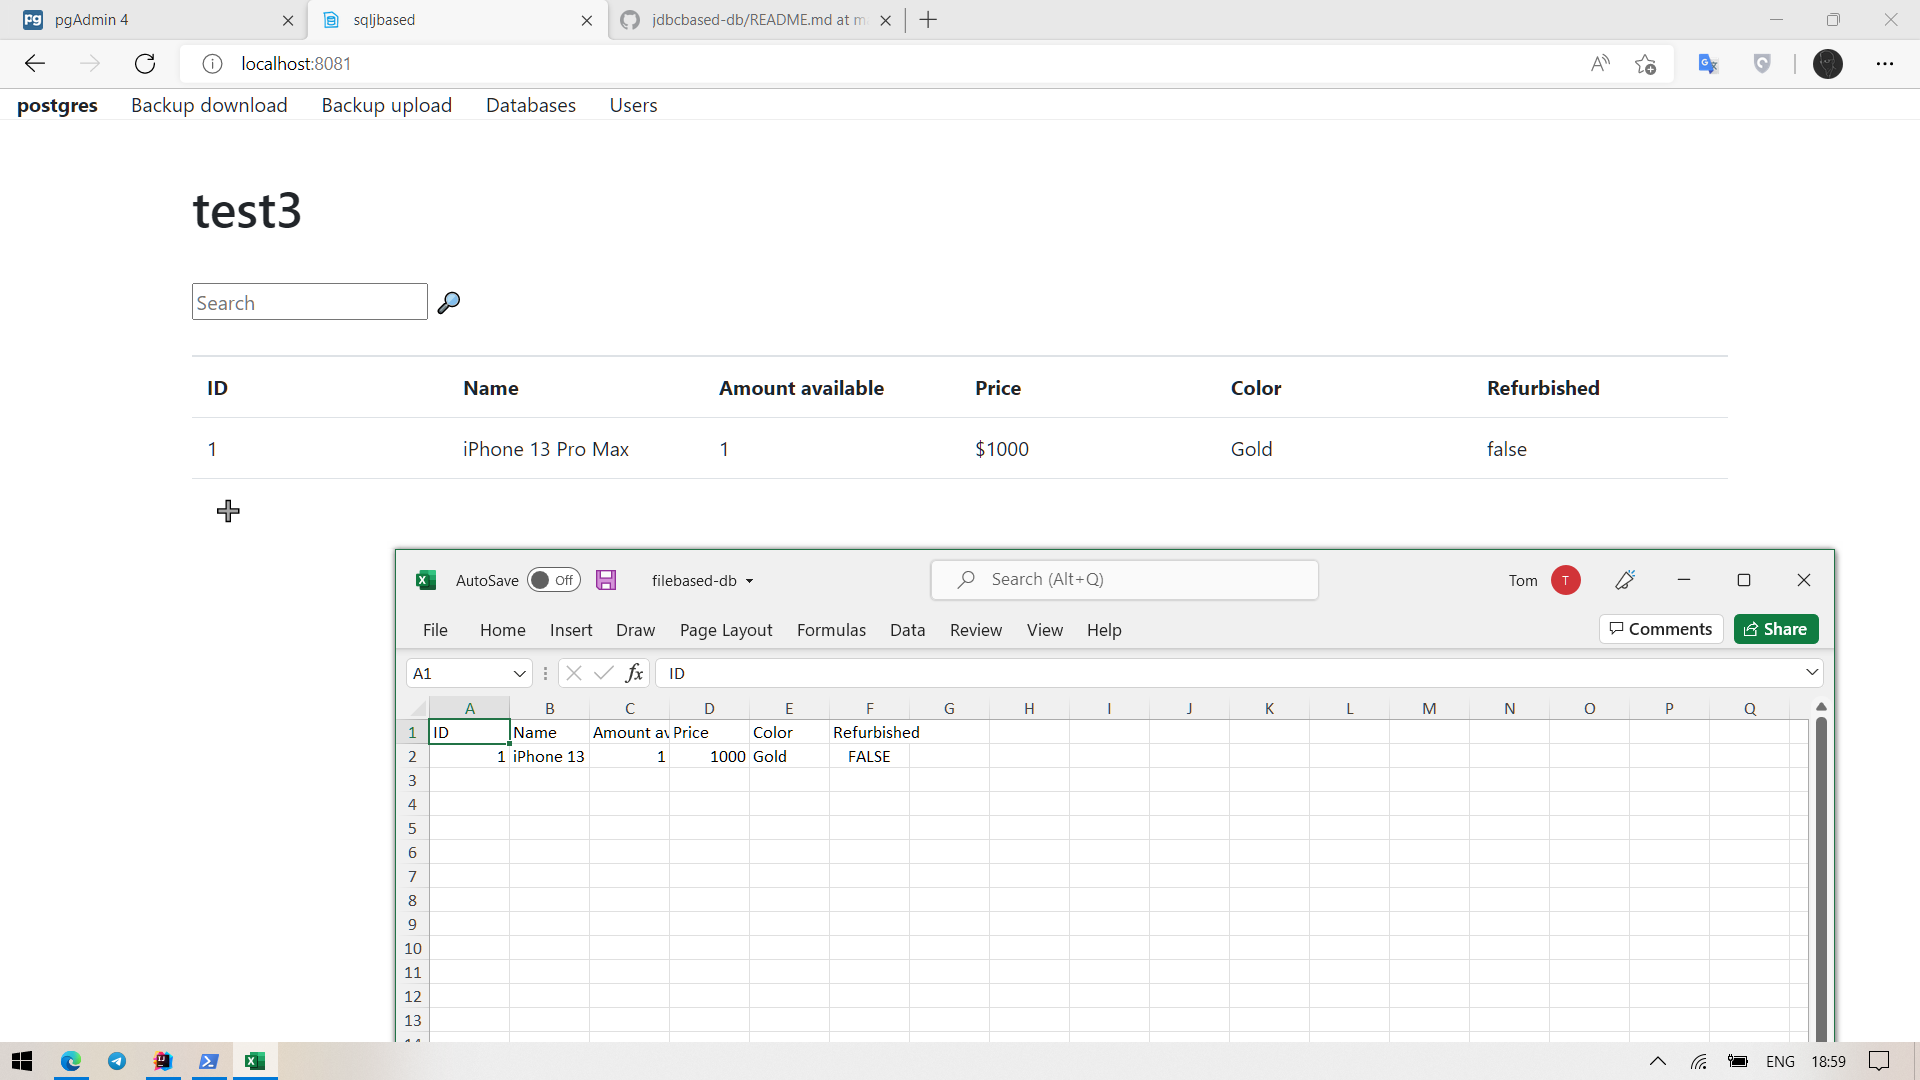 pgAdmin 4
sqljbased
jdbcbased-db/README.md at m
localhost:8081
postgres Backup download Backup upload Databases Users
test3
Search
ID Name Amount available Price Color Refurbished
1 iPhone 13 Pro Max 1 $1000 Gold false
AutoSave Off filebased-db Search (Alt+Q) Tom T
File Home Insert Draw Page Layout Formulas Data Review View Help Comments Share
A1 fx ID
A B C D E F G H I J K L M N O P Q
1 ID Name Amount av Price Color Refurbished
2 1 iPhone 13 1 1000 Gold FALSE
3
4
5
6
7
8
9
10
11
12
13
ENG 18:59